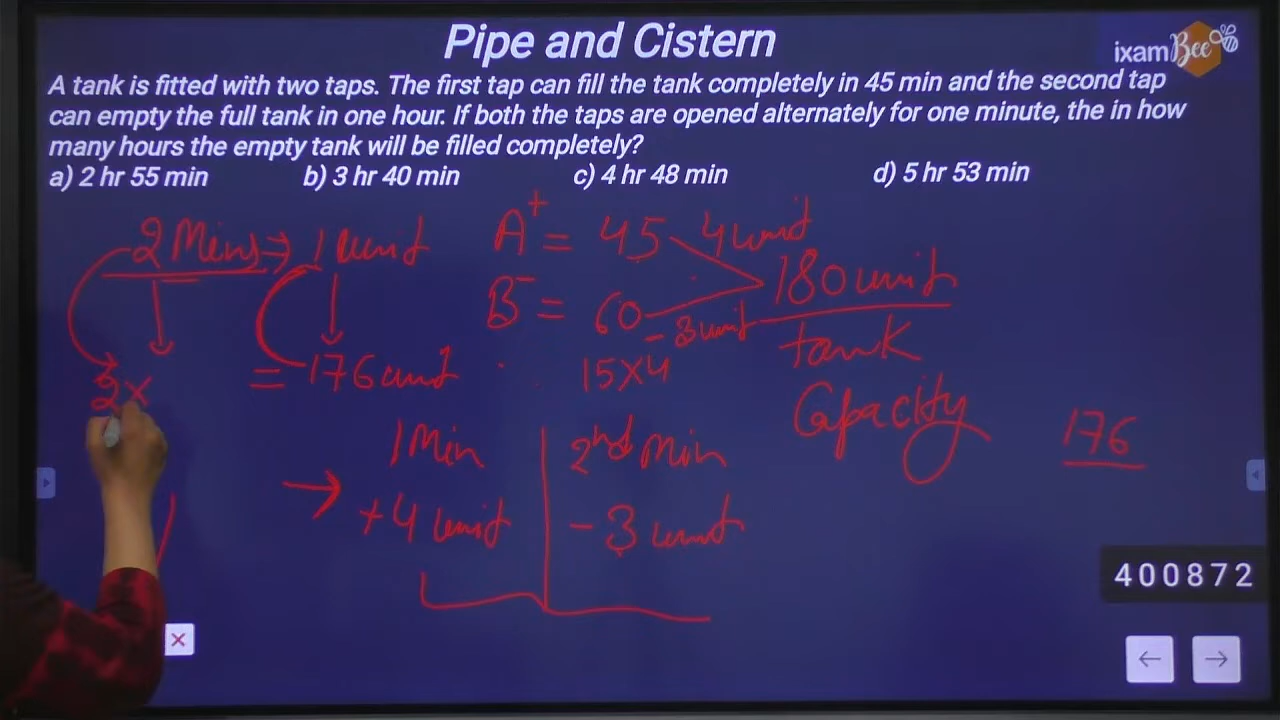 Pipe and Cistern
ixamBee
A tank is fitted with two taps. The first tap can fill the tank completely in 45 min and the second tap
can empty the full tank in one hour. If both the taps are opened alternately for one minute, the in how
many hours the empty tank will be filled completely?
a) 2 hr 55 min b) 3 hr 40 min c) 4 hr 48 min d) 5 hr 53 min
2 Mins → 1 unit
A+ = 45 4 unit
180 unit
B- = 60 - 3 unit
tank
Capacity
= 176 unit
15×4
176
1 Min 2nd Min
→ +4 unit - 3 unit
400872
← →